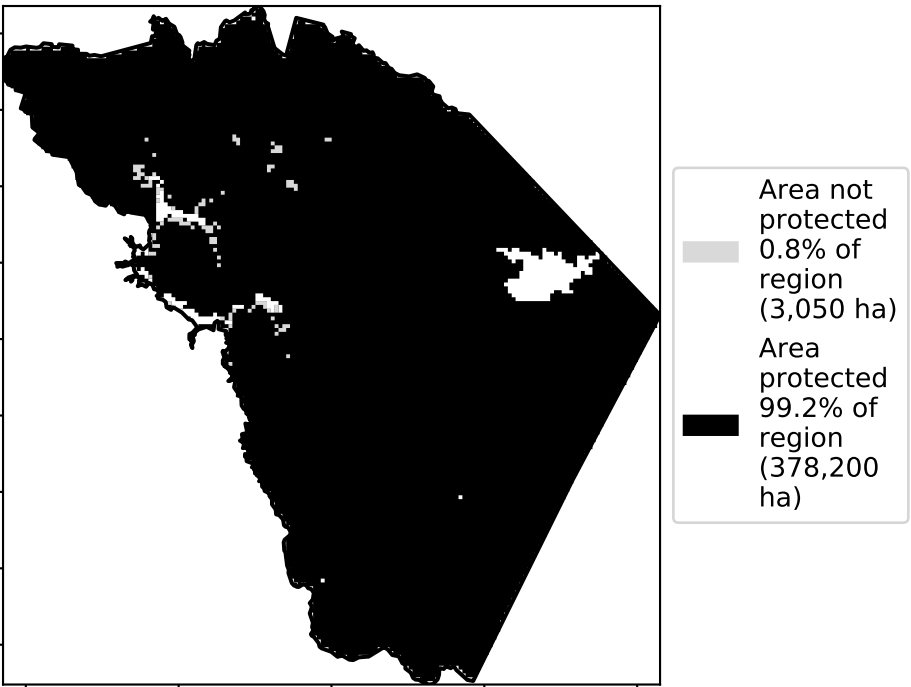 Area not
protected
0.8% of
region
(3,050 ha)
Area
protected
99.2% of
region
(378,200
ha)